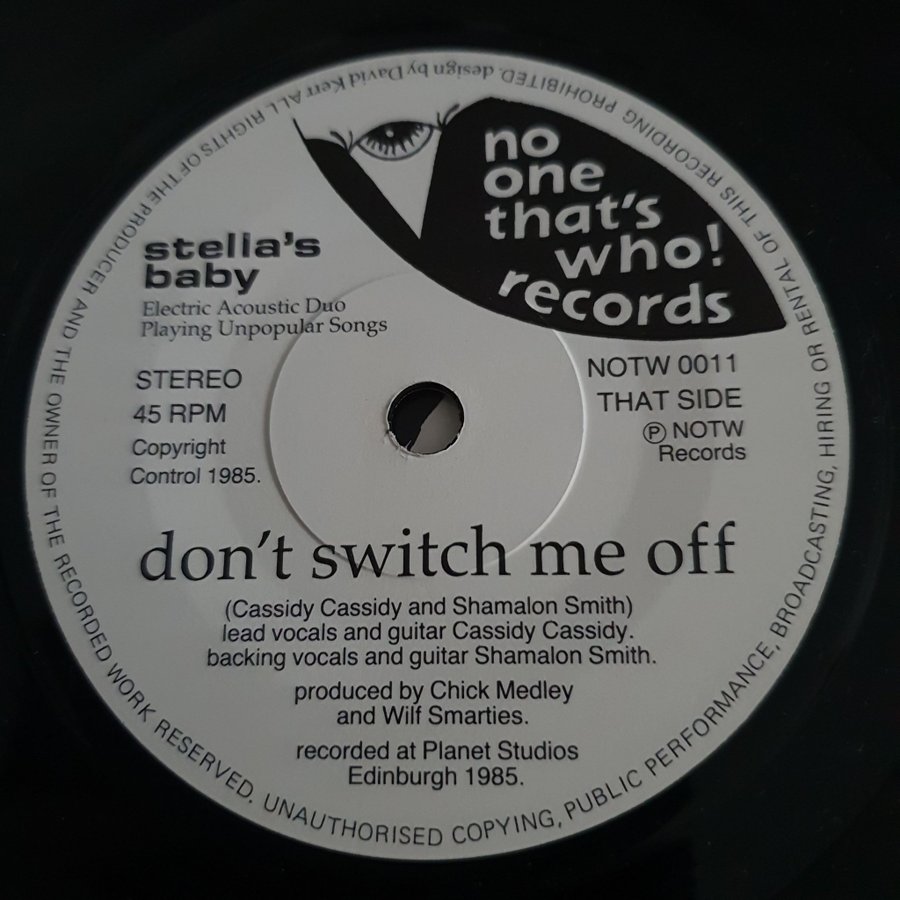 no
one
that's
who!
records
stella's
baby
Electric Acoustic Duo
Playing Unpopular Songs
STEREO
45 RPM
Copyright
Control 1985.
NOTW 0011
THAT SIDE
Ⓟ NOTW
Records
don't switch me off
(Cassidy Cassidy and Shamalon Smith)
lead vocals and guitar Cassidy Cassidy.
backing vocals and guitar Shamalon Smith.
produced by Chick Medley
and Wilf Smarties.
recorded at Planet Studios
Edinburgh 1985.
ALL RIGHTS OF THE PRODUCER AND THE OWNER OF THE RECORDED WORK RESERVED. UNAUTHORISED COPYING, PUBLIC PERFORMANCE, BROADCASTING, HIRING OR RENTAL OF THIS RECORDING PROHIBITED. design by David Kerr